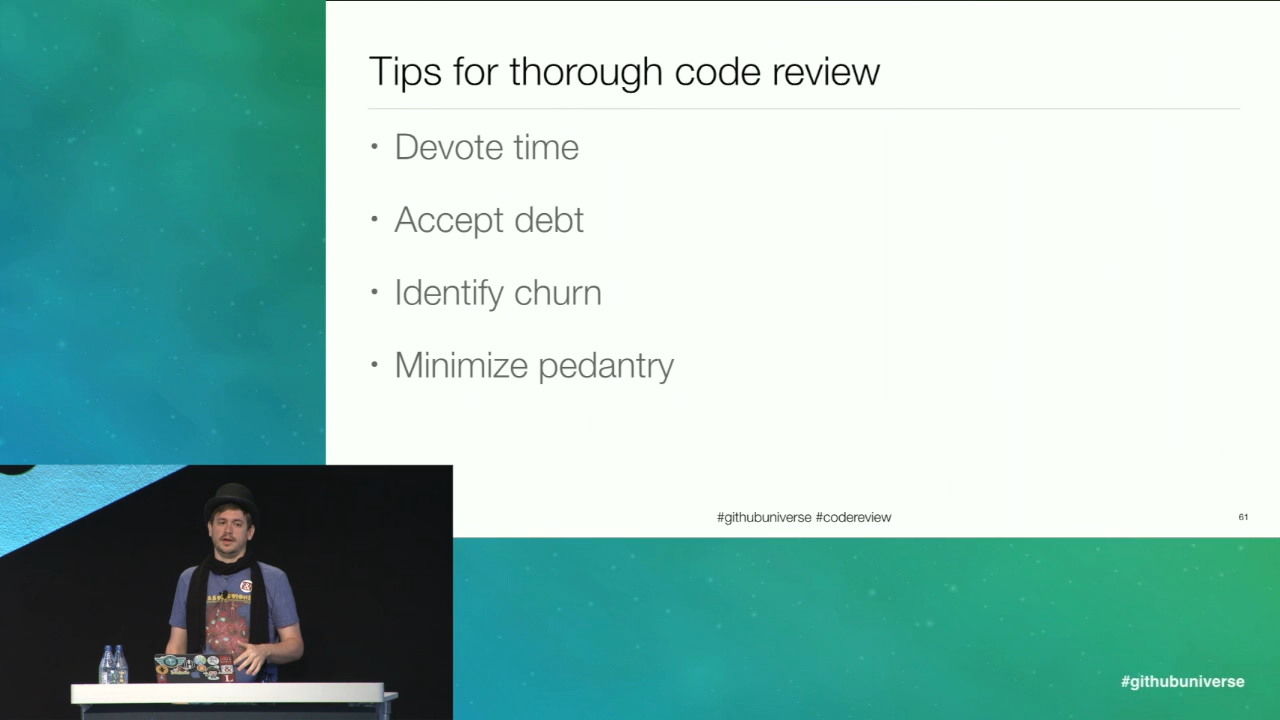 Tips for thorough code review
• Devote time
• Accept debt
• Identify churn
• Minimize pedantry
#githubuniverse #codereview
61
#githubuniverse